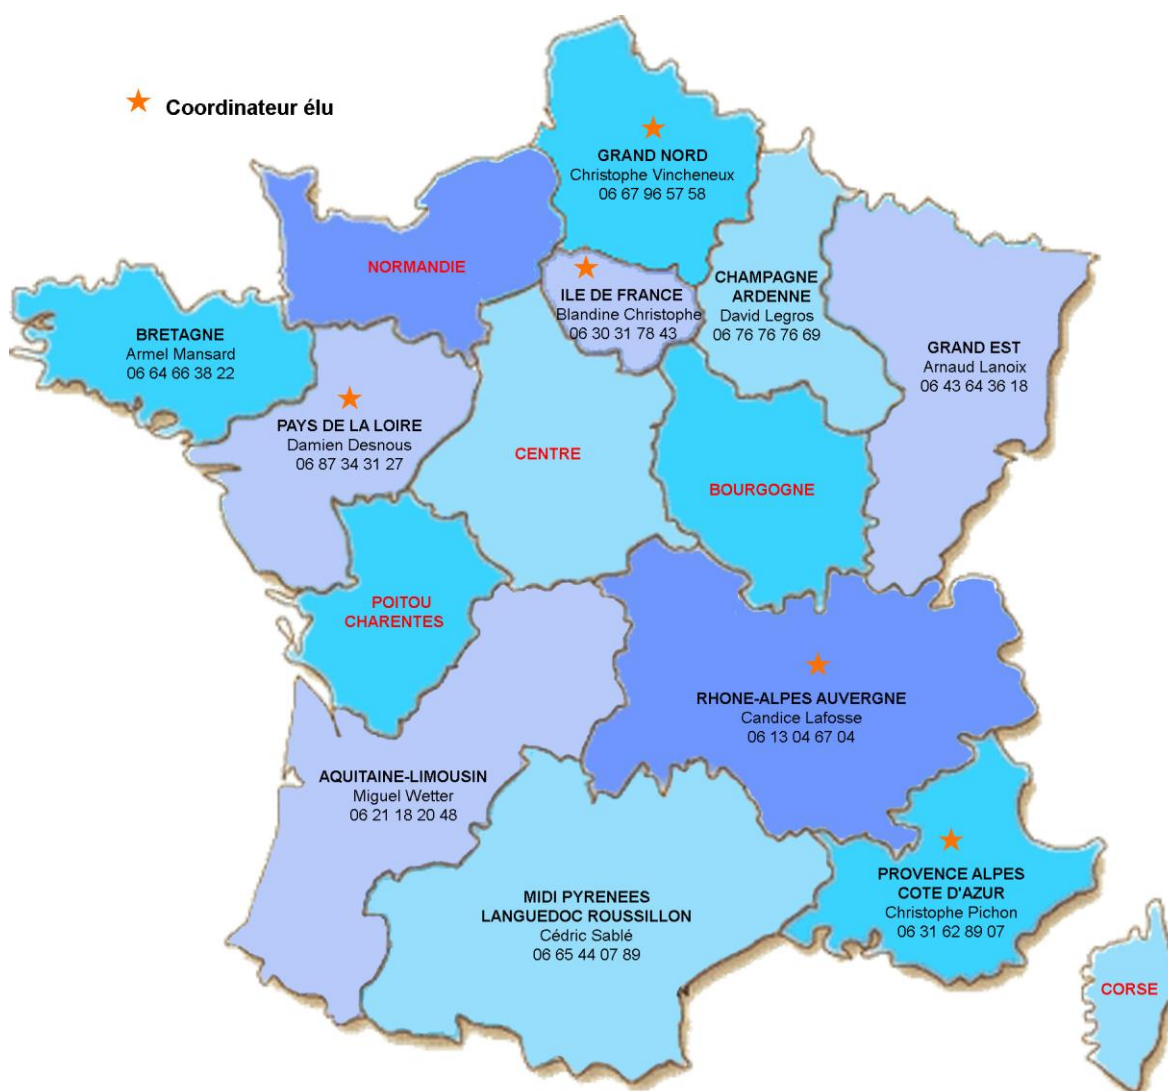 Coordinateur élu
GRAND NORD
Christophe Vincheneux
06 67 96 57 58
NORMANDIE
ILE DE FRANCE
Blandine Christophe
06 30 31 78 43
CHAMPAGNE
ARDENNE
David Legros
06 76 76 76 69
BRETAGNE
Armel Mansard
06 64 66 38 22
GRAND EST
Arnaud Lanoix
06 43 64 36 18
PAYS DE LA LOIRE
Damien Desnous
06 87 34 31 27
CENTRE
BOURGOGNE
POITOU
CHARENTES
RHONE-ALPES AUVERGNE
Candice Lafosse
06 13 04 67 04
AQUITAINE-LIMOUSIN
Miguel Wetter
06 21 18 20 48
PROVENCE ALPES
COTE D'AZUR
Christophe Pichon
06 31 62 89 07
MIDI PYRENEES
LANGUEDOC ROUSSILLON
Cédric Sablé
06 65 44 07 89
CORSE